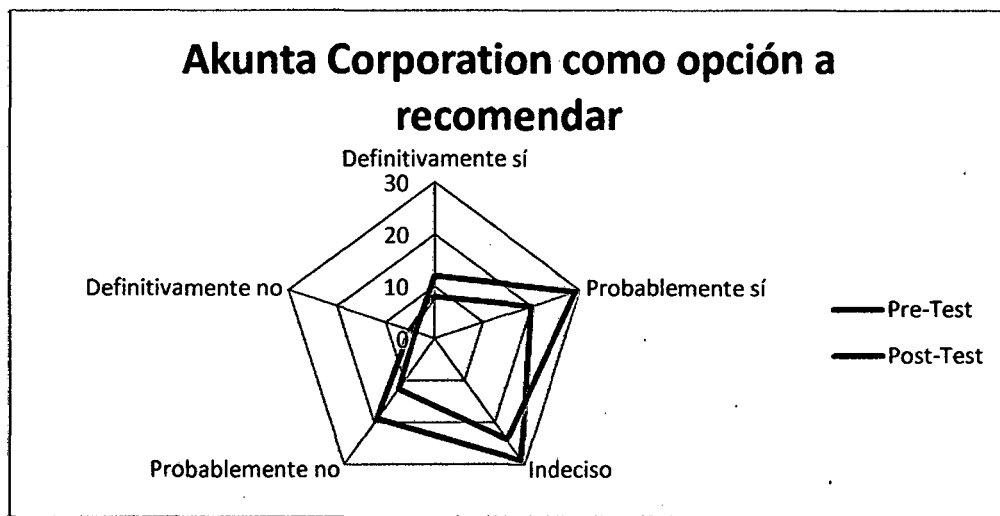 Akunta Corporation como opción a
recomendar
Definitivamente sí
30
20
10
0
Definitivamente no
Probablemente sí
Probablemente no
Indeciso
Pre-Test
Post-Test